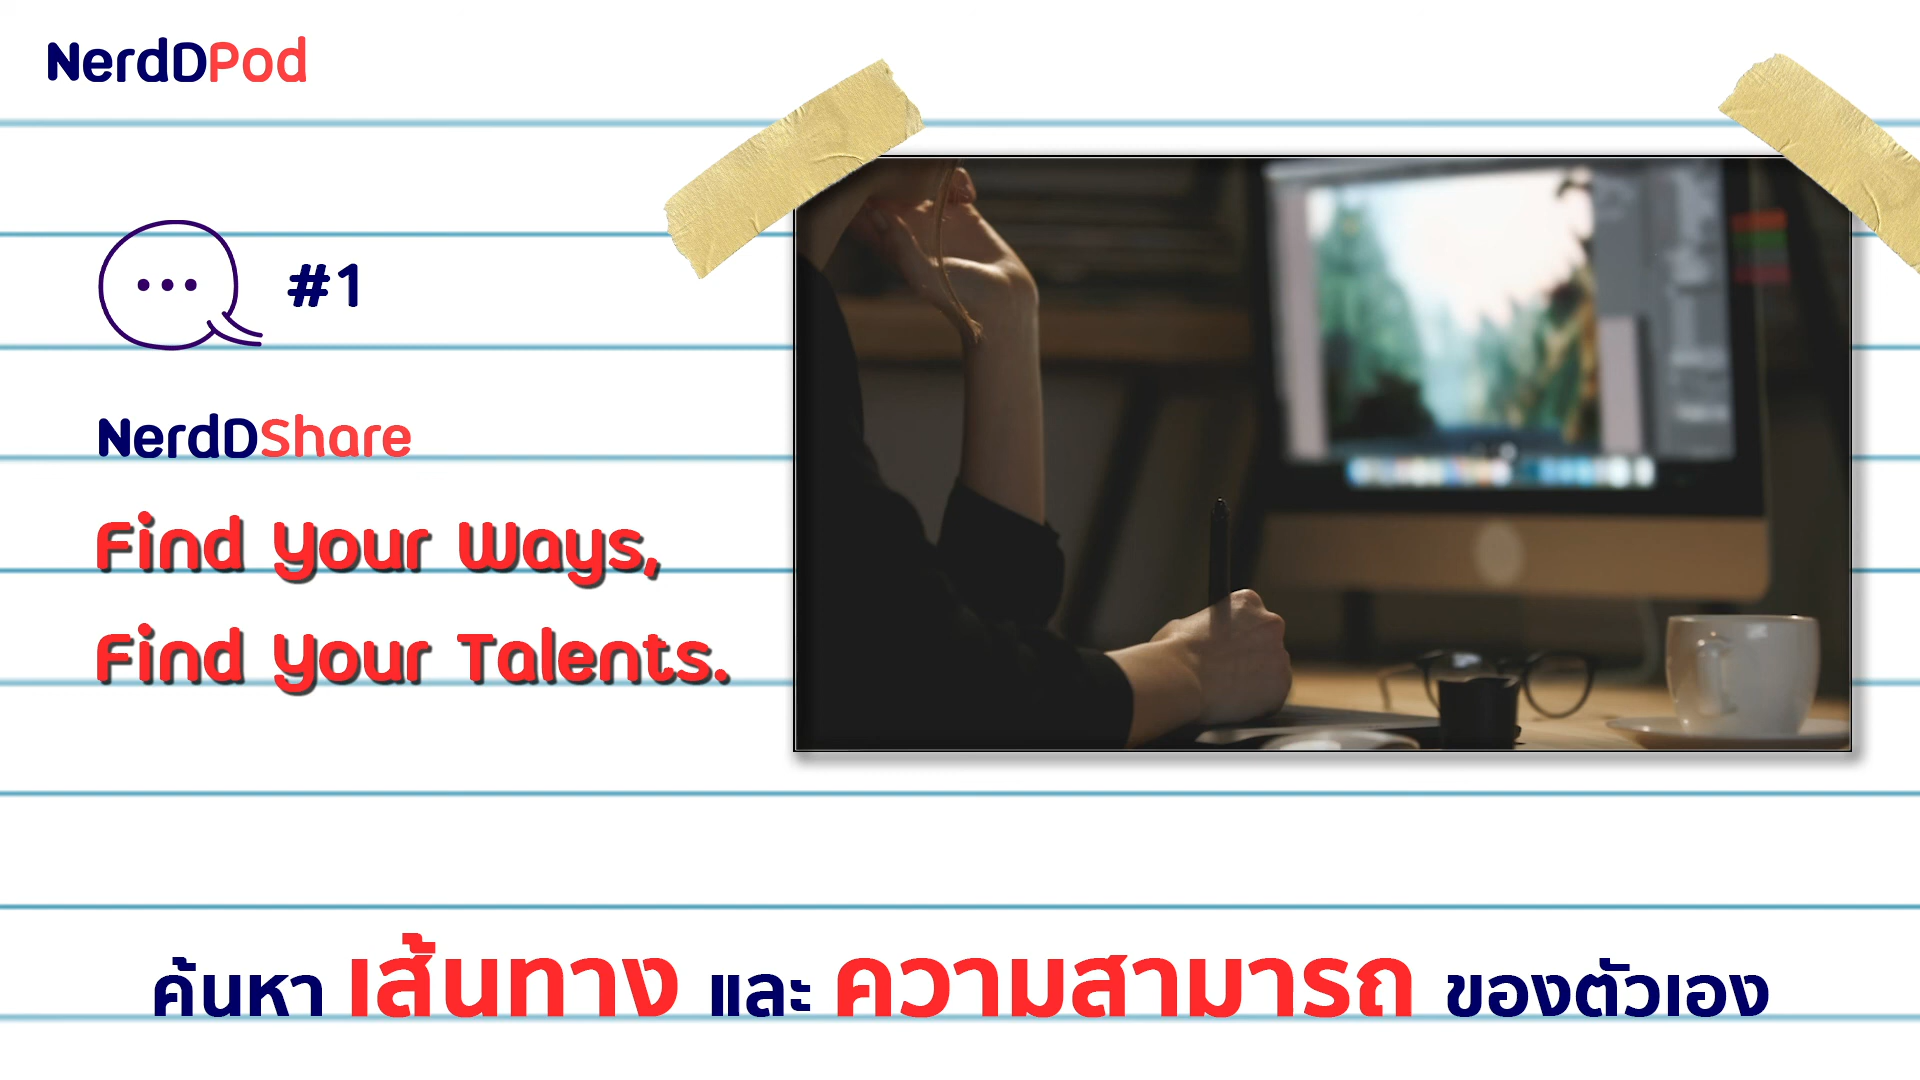 NerdDPod
#1
NerdDShare
Find Your Ways,
Find Your Talents.
ค้นหา เส้นทาง และ ความสามารถ ของตัวเอง